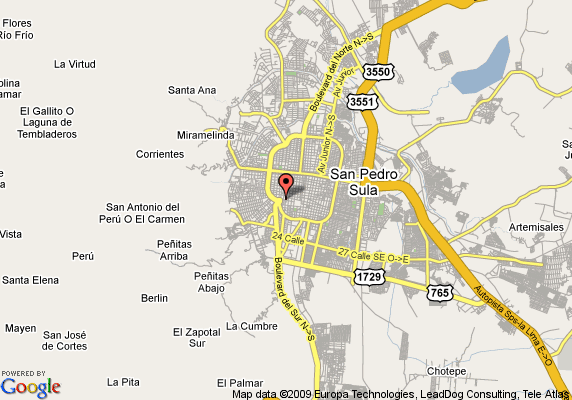 Flores
Río Frío
La Virtud
Santa Ana
olina
amar
El Gallito O
Laguna de
Tembladeros
Miramelinda
Corrientes
San Antonio del
Perú O El Carmen
Vista
Peñitas
Arriba
Perú
Santa Elena
Peñitas
Abajo
Berlin
Mayen
San José
de Cortes
El Zapotal
Sur
La Cumbre
La Pita
El Palmar
Chotepe
Boulevard del Norte N->S
Av Junior
3550
3551
Av Junior N->S
San Pedro
Sula
Sa
Ju
Artemisales
24 Calle
27 Calle SE O->E
1729
765
Boulevard del Sur N->S
Autopista Sps-la Lima E->O
POWERED BY
Google
Map data ©2009 Europa Technologies, LeadDog Consulting, Tele Atlas